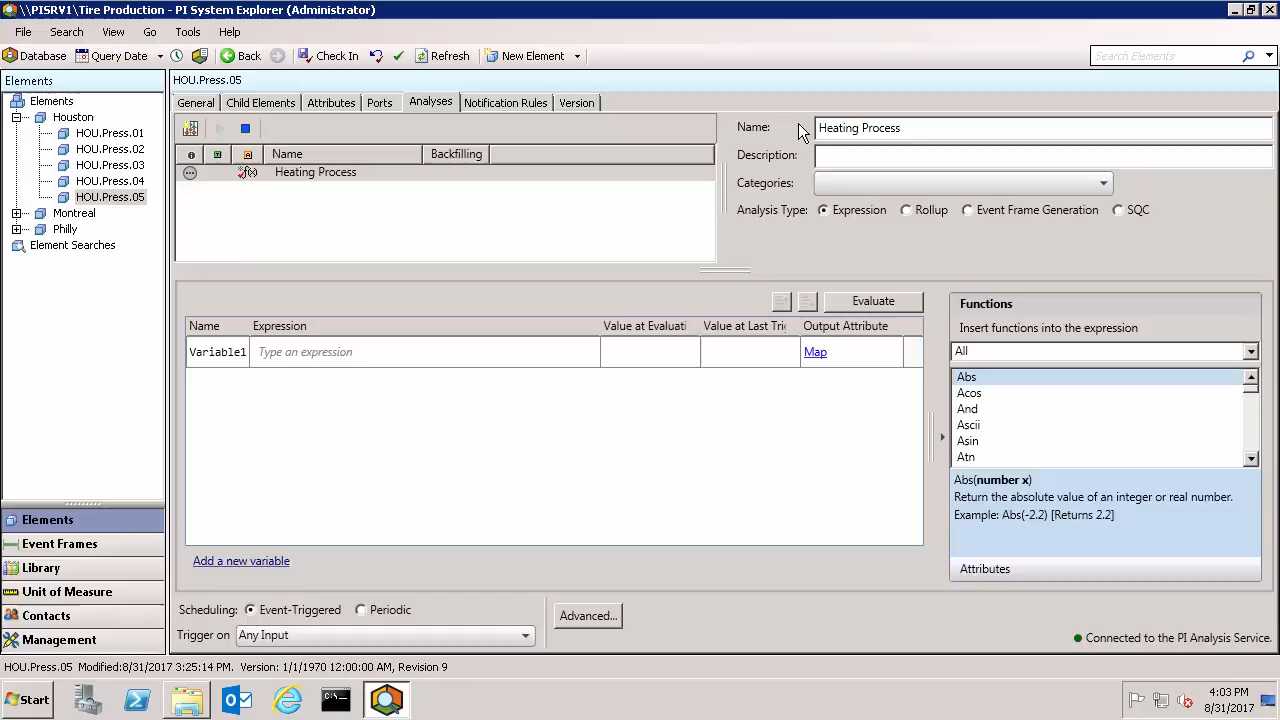 \\PISRV1\Tire Production - PI System Explorer (Administrator)
File Search View Go Tools Help
Database Query Date Back Check In Refresh New Element Search Elements
Elements
HOU.Press.05
Elements
Houston
HOU.Press.01
HOU.Press.02
HOU.Press.03
HOU.Press.04
HOU.Press.05
Montreal
Philly
Element Searches
General Child Elements Attributes Ports Analyses Notification Rules Version
Name Backfilling
Heating Process
Name: Heating Process
Description:
Categories:
Analysis Type: Expression Rollup Event Frame Generation SQC
Evaluate
Name Expression Value at Evaluati Value at Last Trig Output Attribute
Variable1 Type an expression Map
Add a new variable
Functions
Insert functions into the expression
All
Abs
Acos
And
Ascii
Asin
Atn
Abs(number x)
Return the absolute value of an integer or real number.
Example: Abs(-2.2) [Returns 2.2]
Attributes
Elements
Event Frames
Library
Unit of Measure
Contacts
Management
Scheduling: Event-Triggered Periodic
Trigger on Any Input
Advanced...
Connected to the PI Analysis Service.
HOU.Press.05 Modified:8/31/2017 3:25:14 PM. Version: 1/1/1970 12:00:00 AM, Revision 9
Start
4:03 PM
8/31/2017